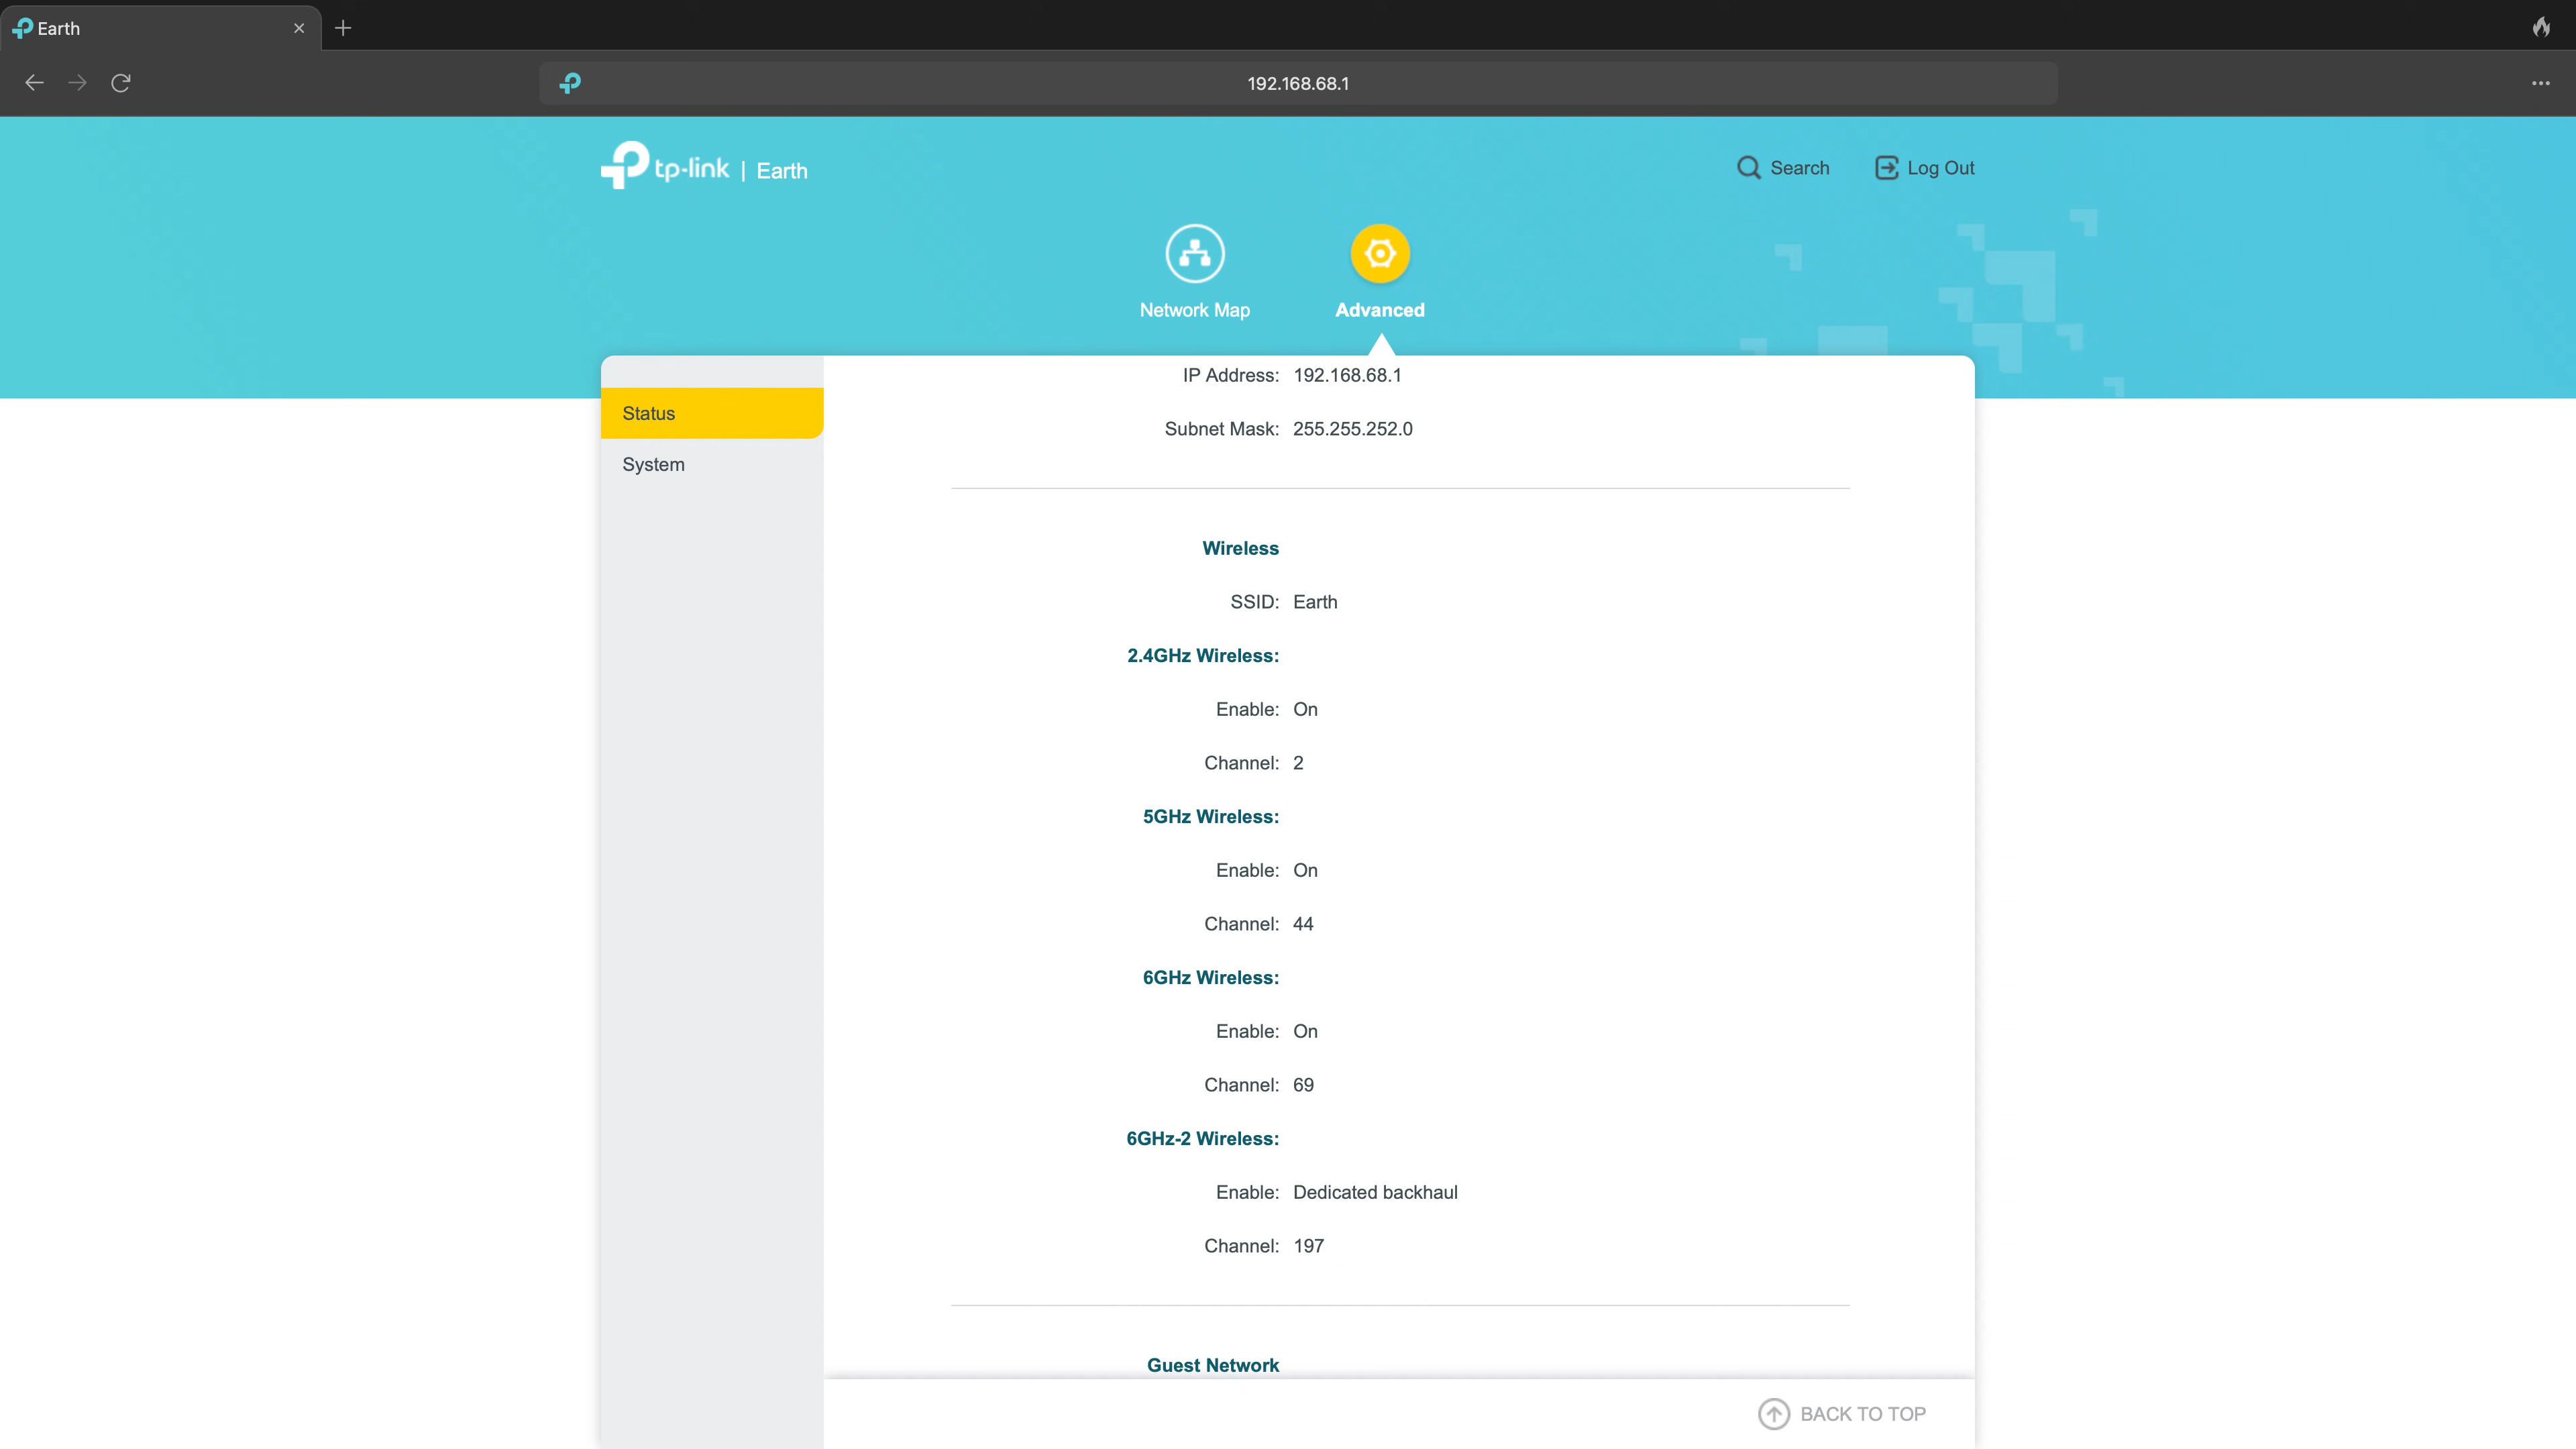 Earth
192.168.68.1
tp-link | Earth
Search
Log Out
Network Map
Advanced
Status
System
IP Address: 192.168.68.1
Subnet Mask: 255.255.252.0
Wireless
SSID: Earth
2.4GHz Wireless:
Enable: On
Channel: 2
5GHz Wireless:
Enable: On
Channel: 44
6GHz Wireless:
Enable: On
Channel: 69
6GHz-2 Wireless:
Enable: Dedicated backhaul
Channel: 197
Guest Network
BACK TO TOP